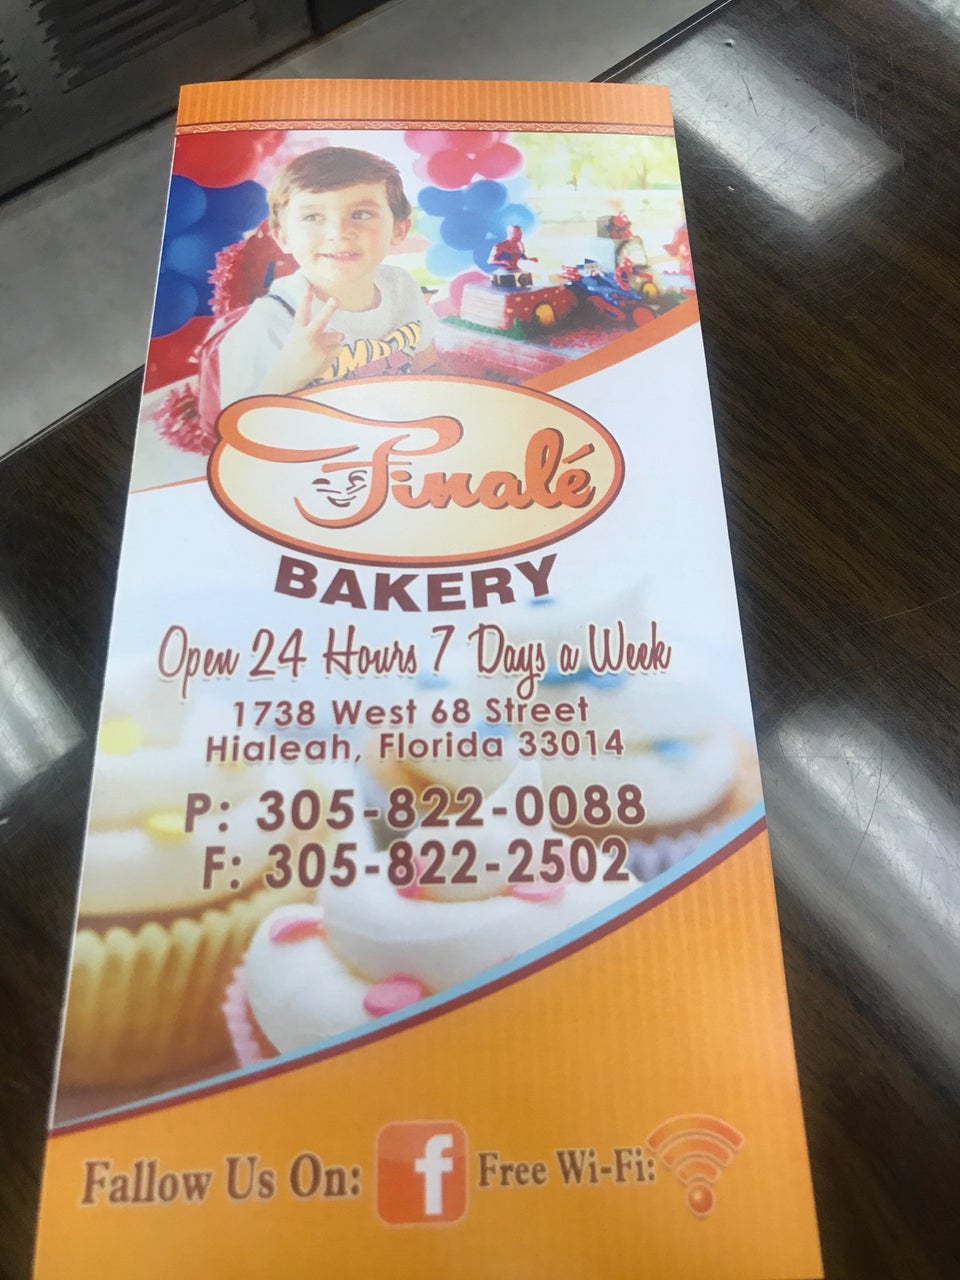 Finalé
BAKERY
Open 24 Hours 7 Days a Week
1738 West 68 Street
Hialeah, Florida 33014
P: 305-822-0088
F: 305-822-2502
Fallow Us On: f Free Wi-Fi: